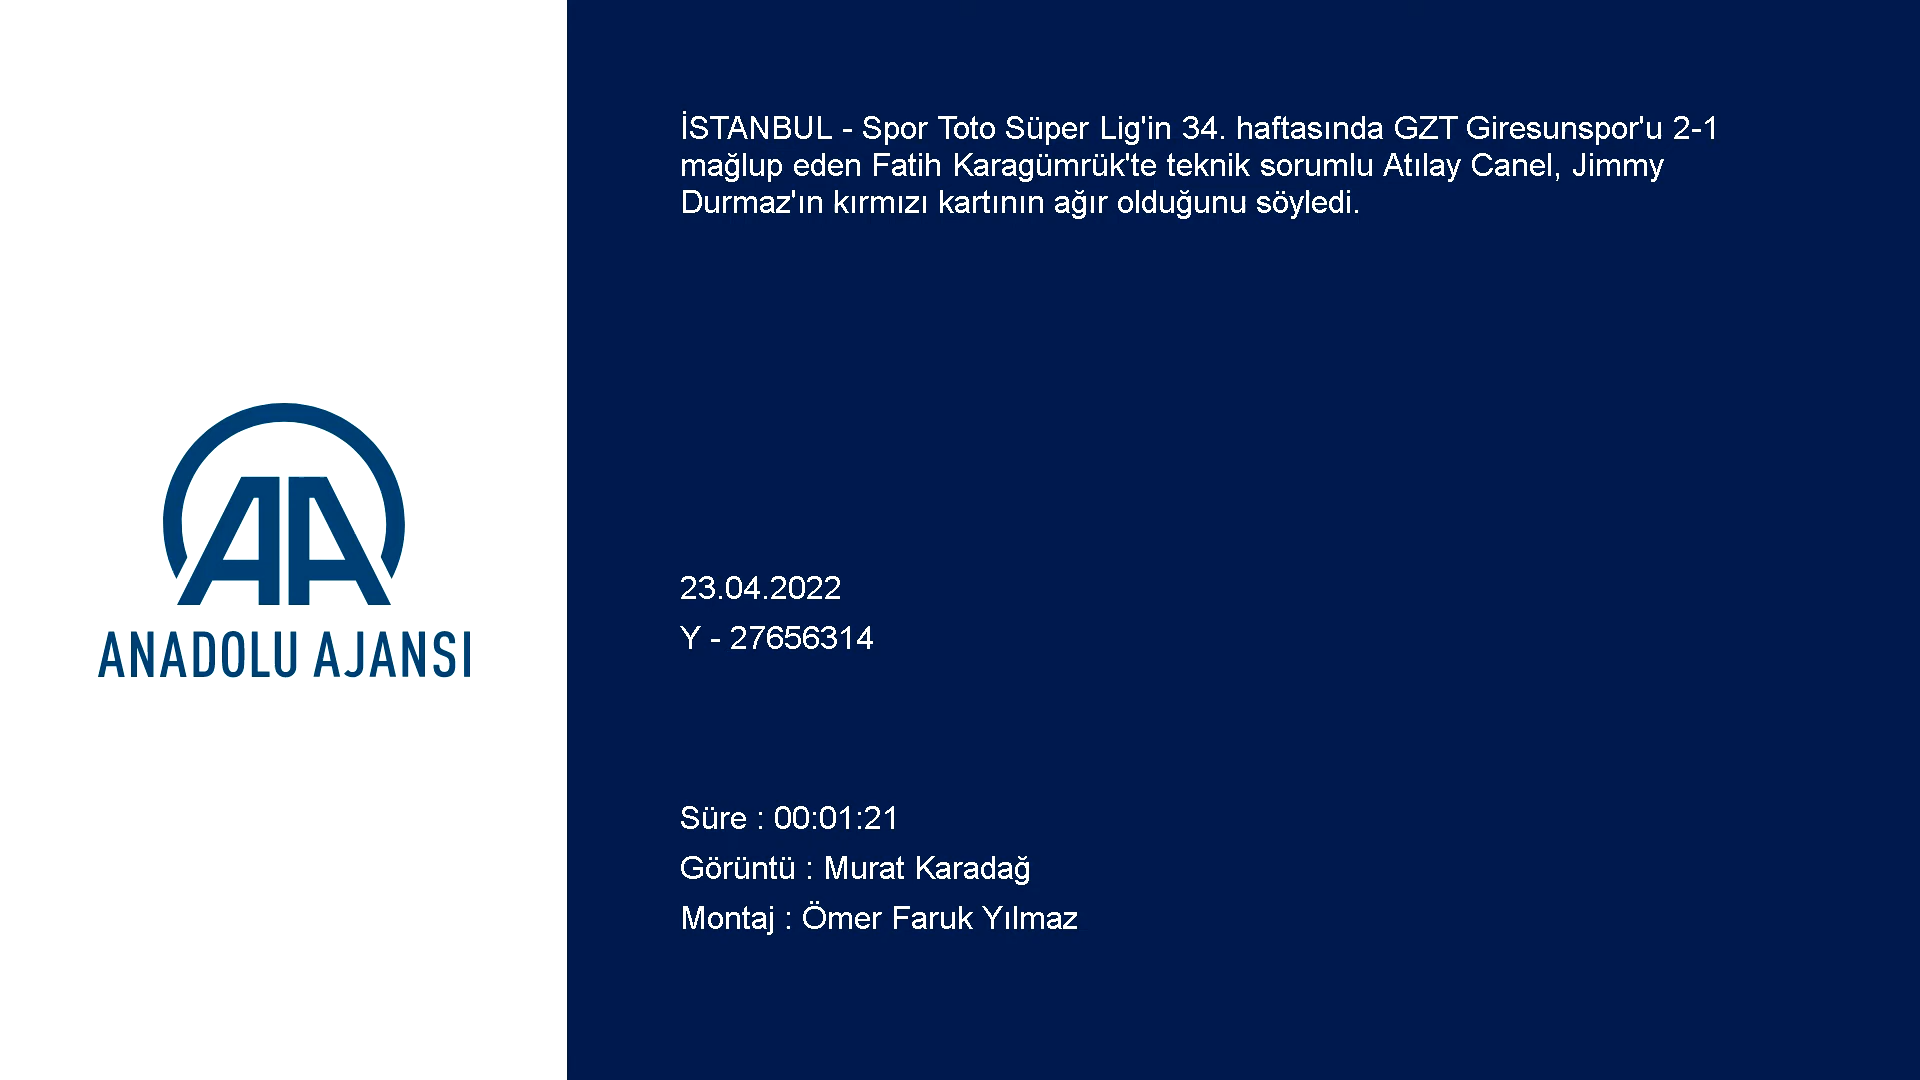 İSTANBUL - Spor Toto Süper Lig'in 34. haftasında GZT Giresunspor'u 2-1
mağlup eden Fatih Karagümrük'te teknik sorumlu Atılay Canel, Jimmy
Durmaz'ın kırmızı kartının ağır olduğunu söyledi.
AA
ANADOLU AJANSI
23.04.2022
Y - 27656314
Süre : 00:01:21
Görüntü : Murat Karadağ
Montaj : Ömer Faruk Yılmaz